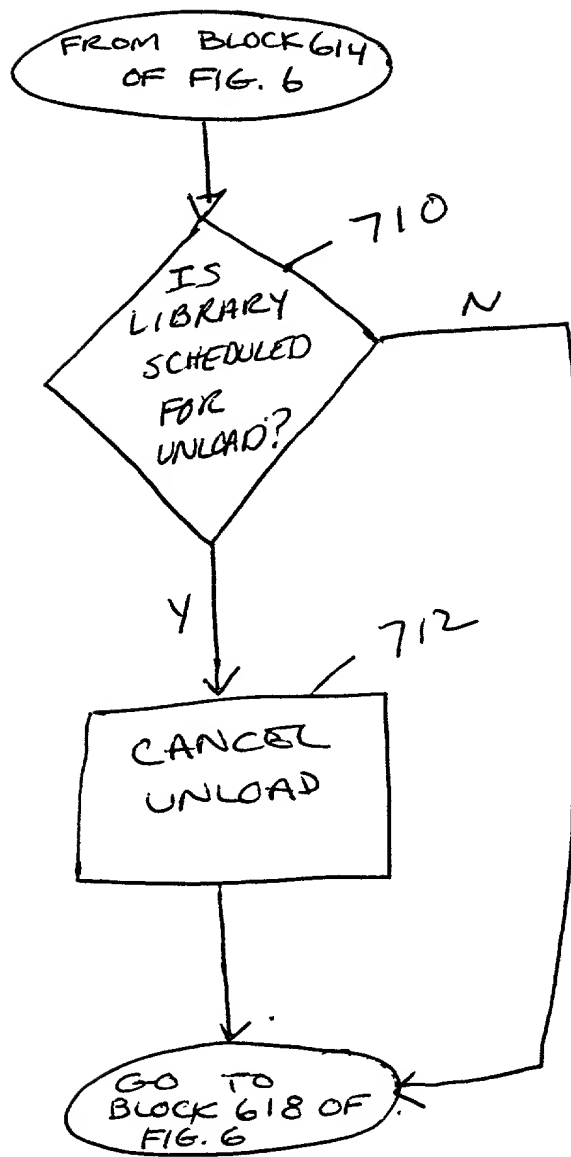 FROM BLOCK 614
OF FIG. 6
710
IS
LIBRARY
SCHEDULED
FOR
UNLOAD?
N
Y
712
CANCEL
UNLOAD
GO TO
BLOCK 618 OF
FIG. 6